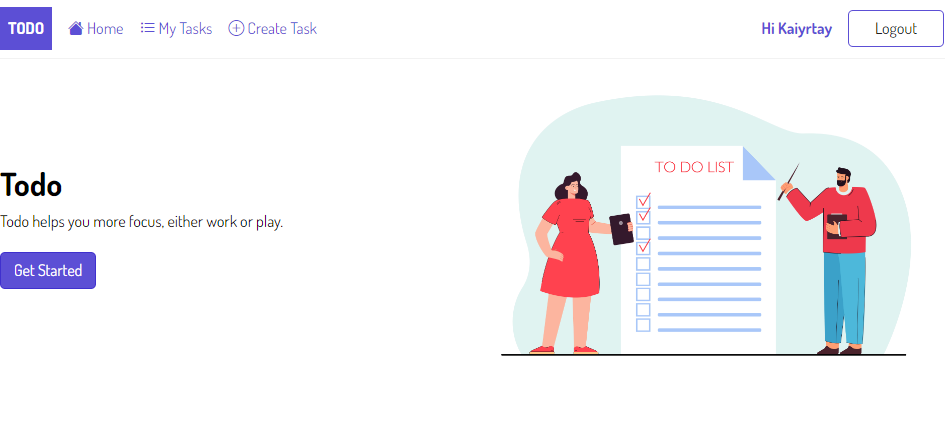 TODO Home My Tasks Create Task Hi Kaiyrtay Logout
TO DO LIST
Todo
Todo helps you more focus, either work or play.
Get Started